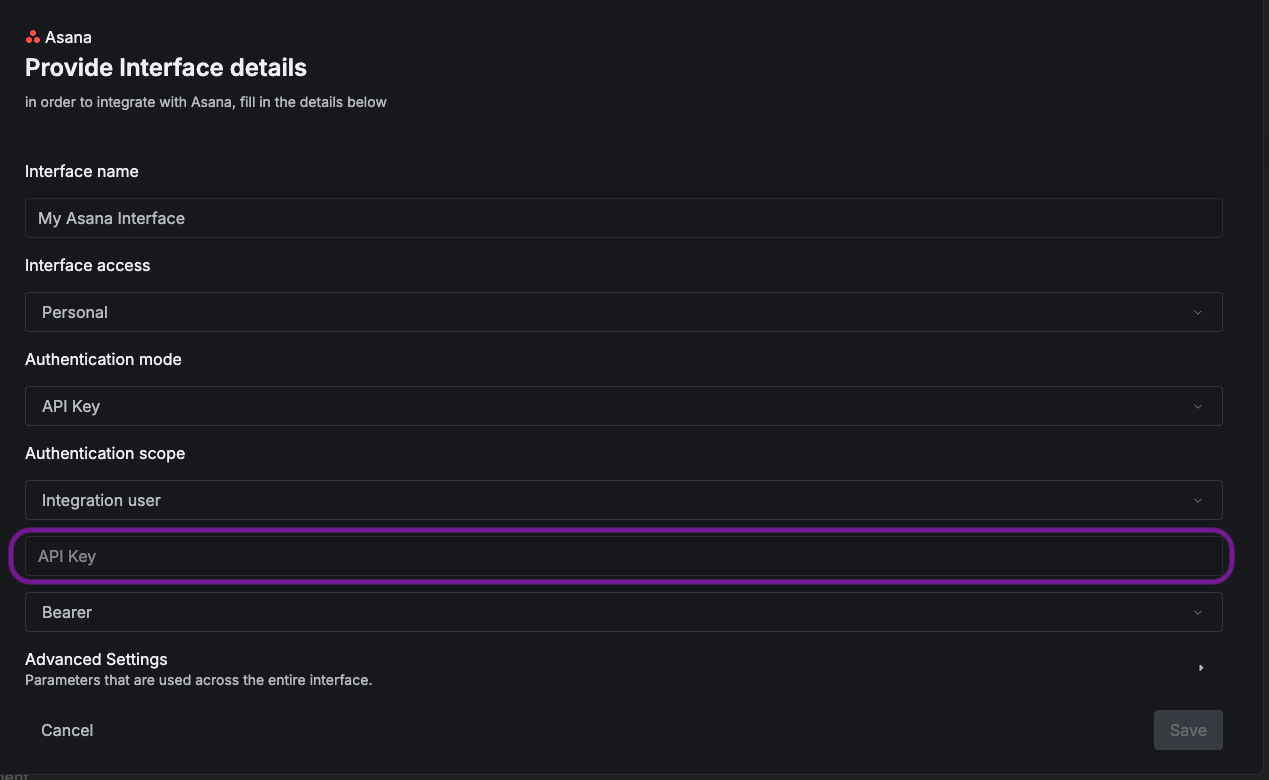 Asana
Provide Interface details
in order to integrate with Asana, fill in the details below
Interface name
My Asana Interface
Interface access
Personal
Authentication mode
API Key
Authentication scope
Integration user
API Key
Bearer
Advanced Settings
Parameters that are used across the entire interface.
Cancel
Save